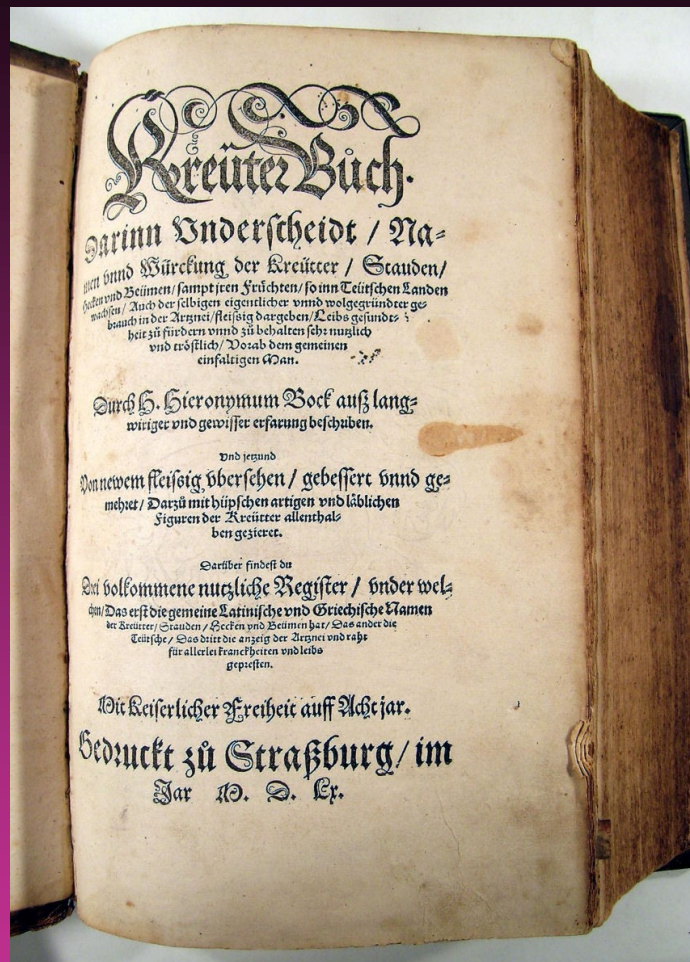 Kreüter Bůch.
Darinn Vnderscheidt / Na⸗
men vnnd Würckung der Kreütter / Stauden /
Hecken vnd Beümen / sampt jren Früchten / so inn Teütschen Landen
wachsen / Auch der selbigen eigentlicher vnnd wolgegründter ge⸗
brauch in der Artznei / fleißig dargeben / Leibs gesundt⸗
heit zů fürdern vnnd zů behalten sehr nutzlich
vnd tröstlich / Vorab dem gemeinen
einfaltigen Man.
Durch H. Hieronymum Bock auß lang⸗
wiriger vnd gewisser erfarung beschriben.
Vnd jetzund
Von newem fleissig vbersehen / gebessert vnnd ge⸗
mehret / Darzů mit hüpschen artigen vnd läblichen
Figuren der Kreütter allenthal⸗
ben gezieret.
Darüber findest du
Drei volkommene nutzliche Register / vnder wel⸗
chen / Das erst die gemeine Latinische vnd Griechische Namen
der Kreütter / Stauden / Hecken vnd Beümen hat / Das ander die
Teütsche / Das dritt die anzeig der Artznei vnd raht
für allerlei kranckheiten vnd leibs
gepresten.
Mit Keiserlicher Freiheit auff Acht jar.
Gedruckt zů Straßburg / im
Jar M. D. Lx.